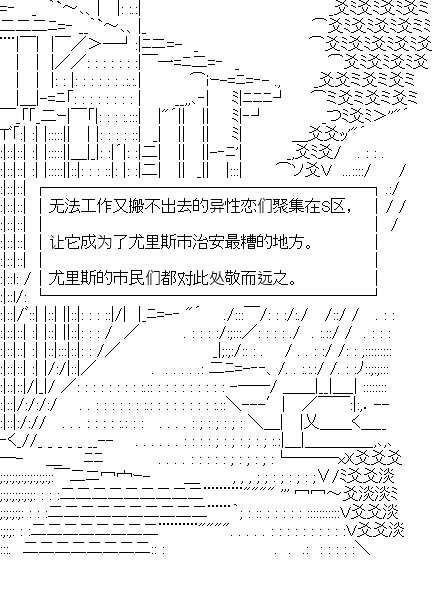 无法工作又搬不出去的异性恋们聚集在S区，
让它成为了尤里斯市治安最糟的地方。
尤里斯的市民们都对此处敬而远之。